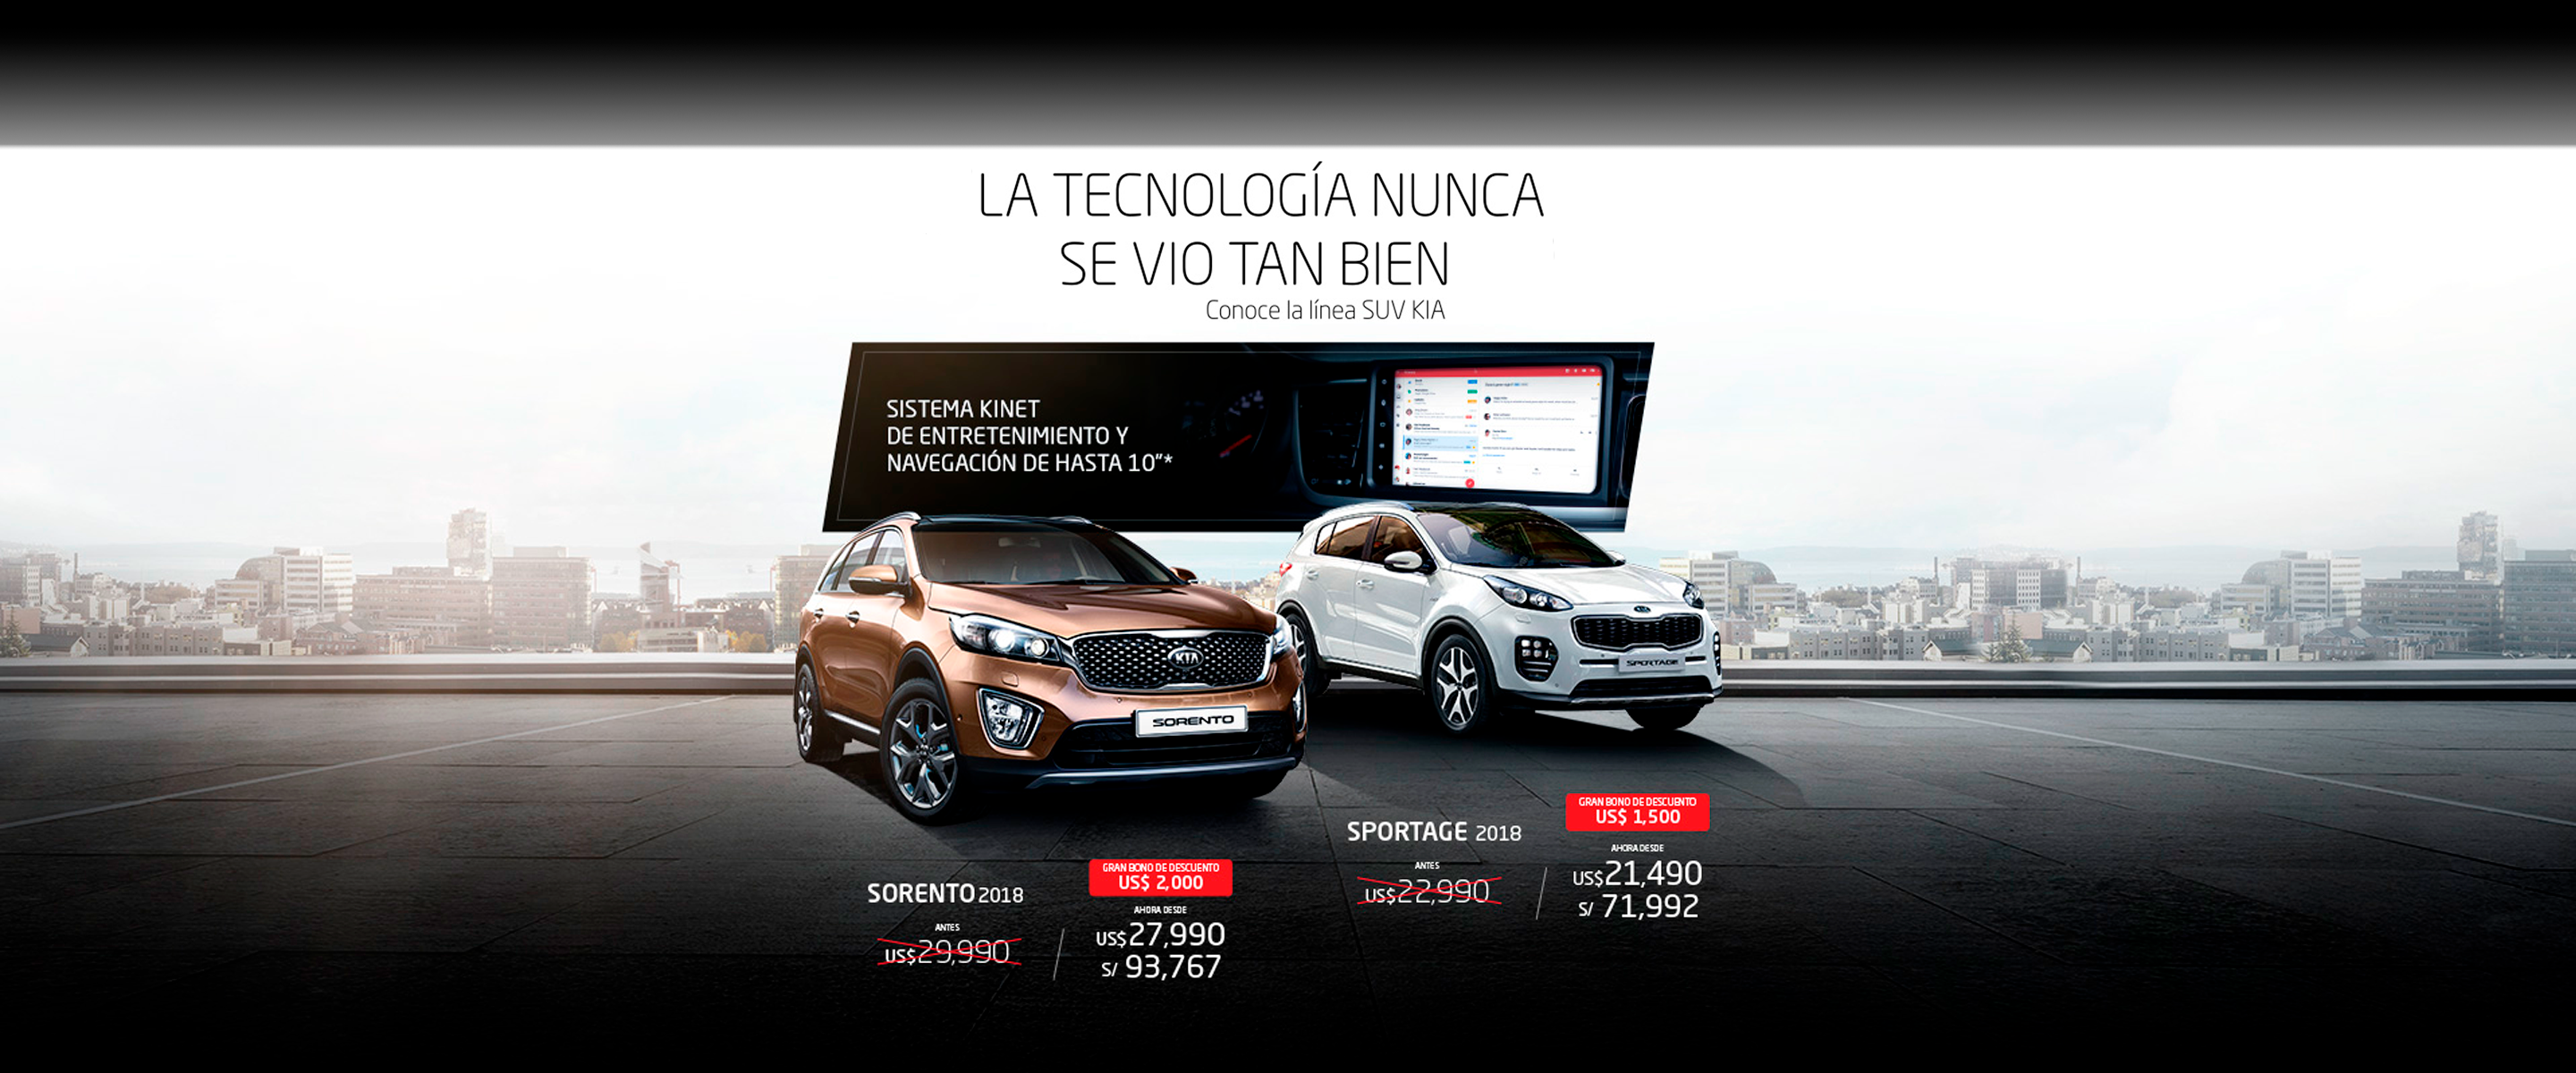 LA TECNOLOGÍA NUNCA
SE VIO TAN BIEN
Conoce la línea SUV KIA
SISTEMA KINET
DE ENTRETENIMIENTO Y
NAVEGACIÓN DE HASTA 10"*
KIA
SORENTO
SPORTAGE
SORENTO 2018
ANTES
US$29,990
GRAN BONO DE DESCUENTO
US$ 2,000
AHORA DESDE
US$27,990
S/ 93,767
SPORTAGE 2018
ANTES
US$22,990
GRAN BONO DE DESCUENTO
US$ 1,500
AHORA DESDE
US$21,490
S/ 71,992